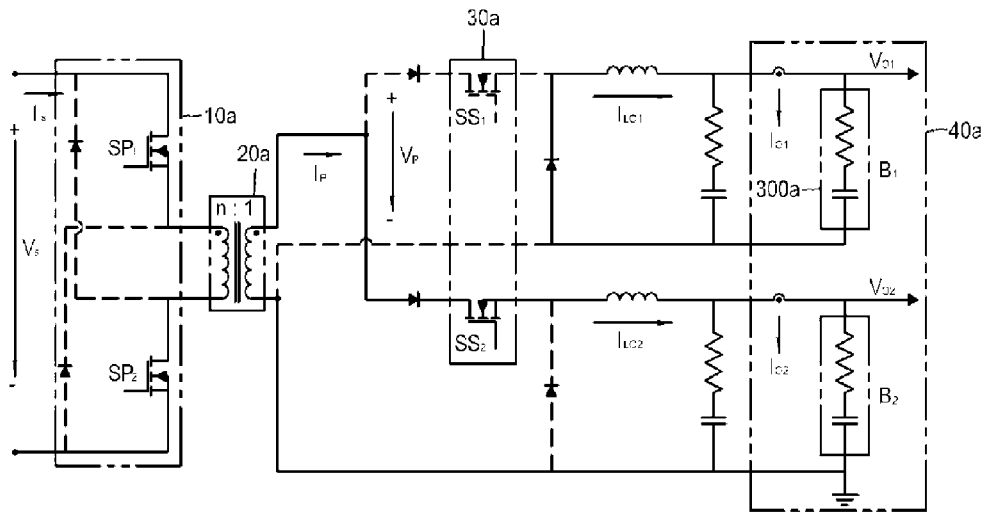 30a
10a
Is
SP1
20a
n : 1
IP
+
VP
-
SS1
ILC1
VO1
IO1
300a
B1
40a
+
VS
-
SP2
SS2
ILC2
VO2
IO2
B2